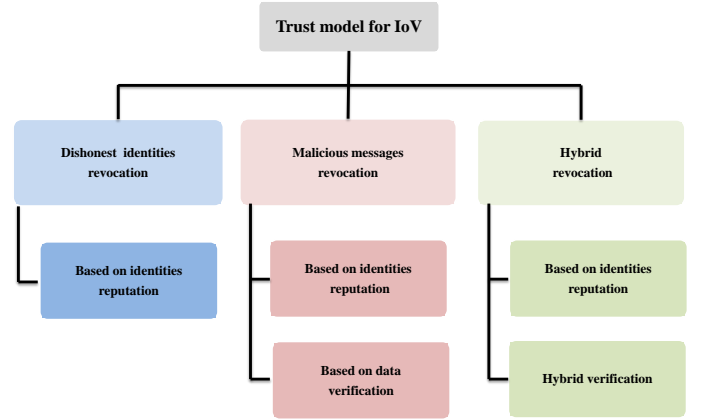 Trust model for IoV
Dishonest identities
revocation
Malicious messages
revocation
Hybrid
revocation
Based on identities
reputation
Based on identities
reputation
Based on identities
reputation
Based on data
verification
Hybrid verification